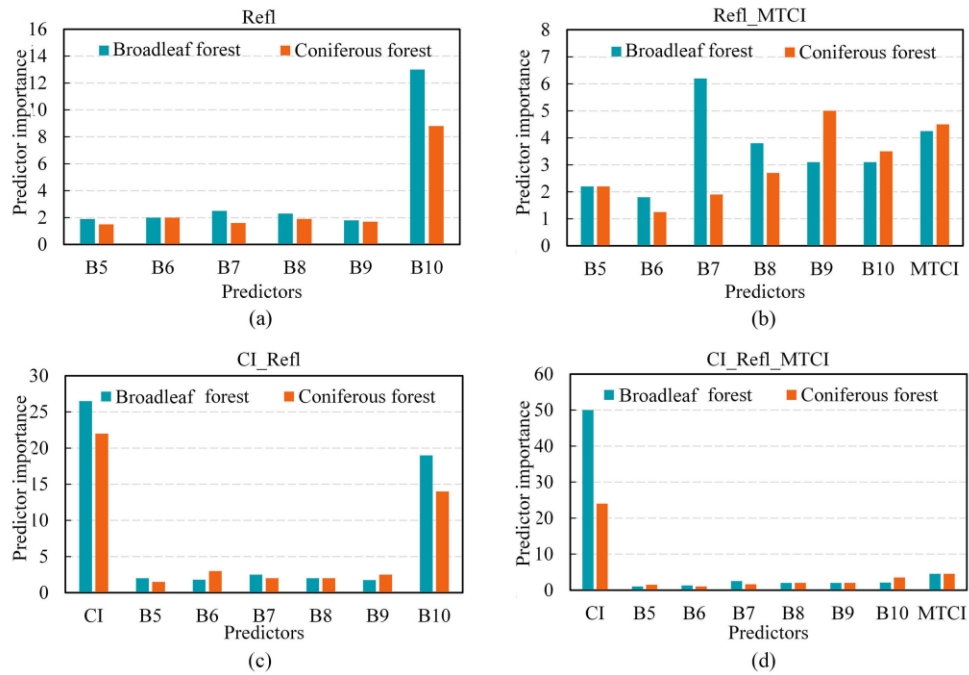 Refl
Broadleaf forest
Coniferous forest
Predictor importance
16
14
12
10
8
6
4
2
0
B5 B6 B7 B8 B9 B10
Predictors
(a)
Refl_MTCI
Broadleaf forest
Coniferous forest
Predictor importance
8
7
6
5
4
3
2
1
0
B5 B6 B7 B8 B9 B10 MTCI
Predictors
(b)
CI_Refl
Broadleaf forest
Coniferous forest
Predictor importance
30
25
20
15
10
5
0
CI B5 B6 B7 B8 B9 B10
Predictors
(c)
CI_Refl_MTCI
Broadleaf forest
Coniferous forest
Predictor importance
60
50
40
30
20
10
0
CI B5 B6 B7 B8 B9 B10 MTCI
Predictors
(d)